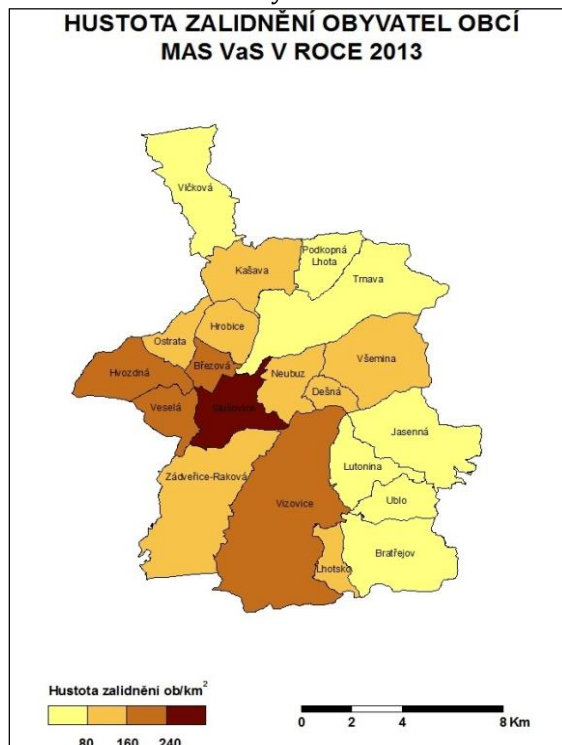 HUSTOTA ZALIDNĚNÍ OBYVATEL OBCÍ
MAS VaS V ROCE 2013
Vlčková
Podkopná
Lhota
Kašava
Trnava
Hrobice
Ostrata
Všemina
Březová
Hvozdná
Neubuz
Dešná
Veselá
Slušovice
Jasenná
Lutonina
Zádveřice-Raková
Ublo
Vizovice
Bratřejov
Lhotsko
Hustota zalidnění ob/km²
80 160 240
0 2 4 8 Km